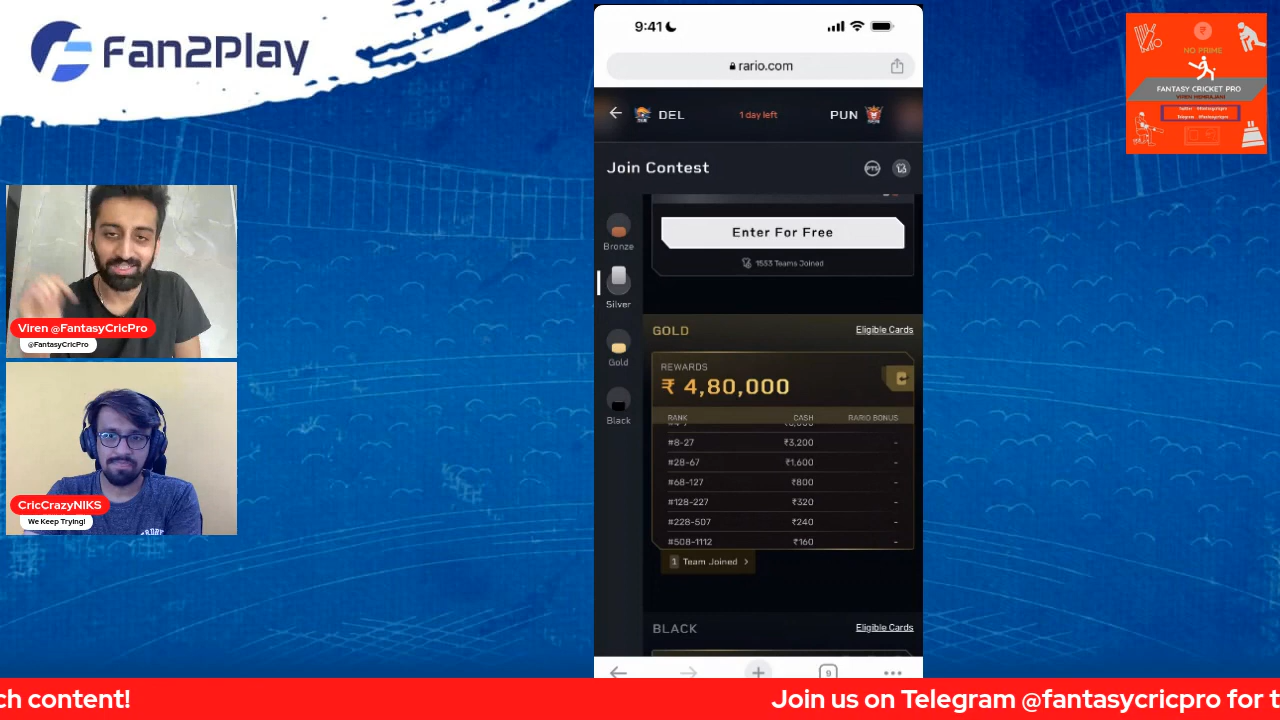 Fan2Play
9:41
rario.com
NO PRIME
FANTASY CRICKET PRO
DEL
1 day left
PUN
Join Contest
PTS
Enter For Free
1553 Teams Joined
Bronze
Silver
Gold
Black
GOLD
Eligible Cards
REWARDS
₹ 4,80,000
RANK CASH RARIO BONUS
#8-27 ₹3,200 -
#28-67 ₹1,600 -
#68-127 ₹800 -
#128-227 ₹320 -
#228-507 ₹240 -
#508-1112 ₹160 -
1 Team Joined >
BLACK
Eligible Cards
9
Viren @FantasyCricPro
@FantasyCricPro
CricCrazyNIKS
We Keep Trying!
ch content!
Join us on Telegram @fantasycricpro for t